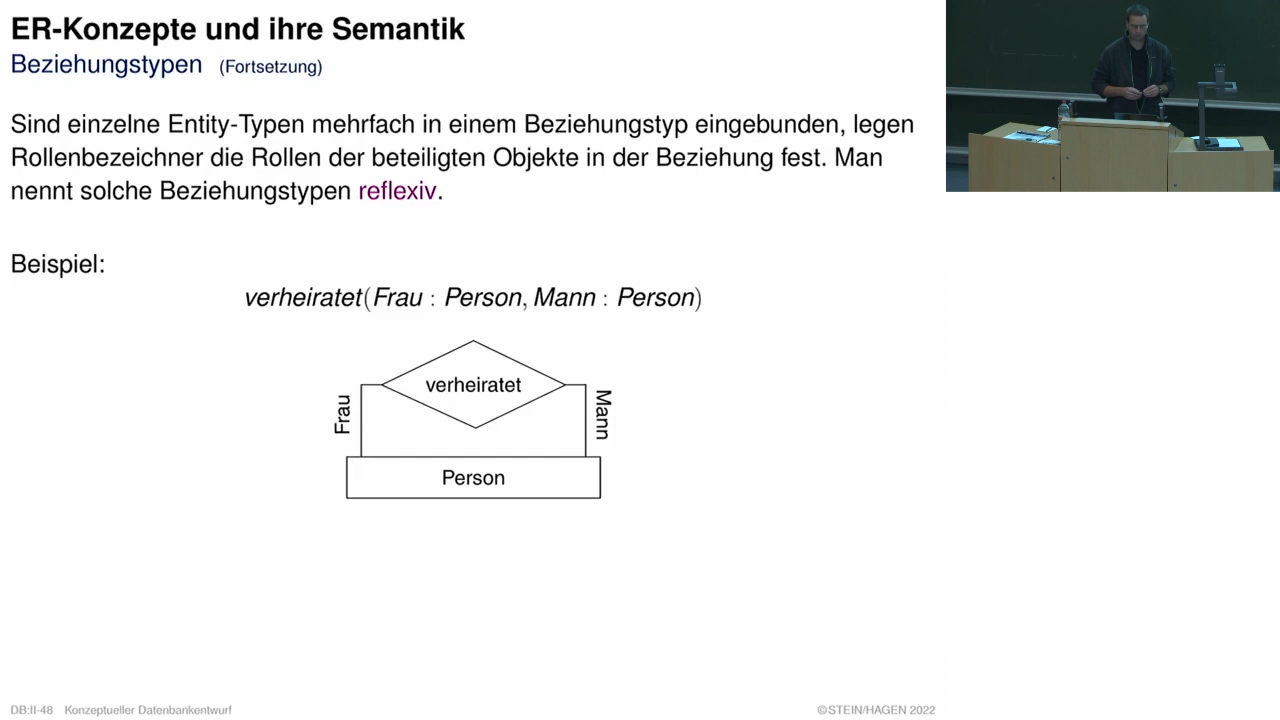 ER-Konzepte und ihre Semantik
Beziehungstypen (Fortsetzung)
Sind einzelne Entity-Typen mehrfach in einem Beziehungstyp eingebunden, legen
Rollenbezeichner die Rollen der beteiligten Objekte in der Beziehung fest. Man
nennt solche Beziehungstypen reflexiv.
Beispiel:
verheiratet(Frau : Person, Mann : Person)
verheiratet
Frau
Mann
Person
DB:II-48 Konzeptueller Datenbankentwurf
©STEIN/HAGEN 2022